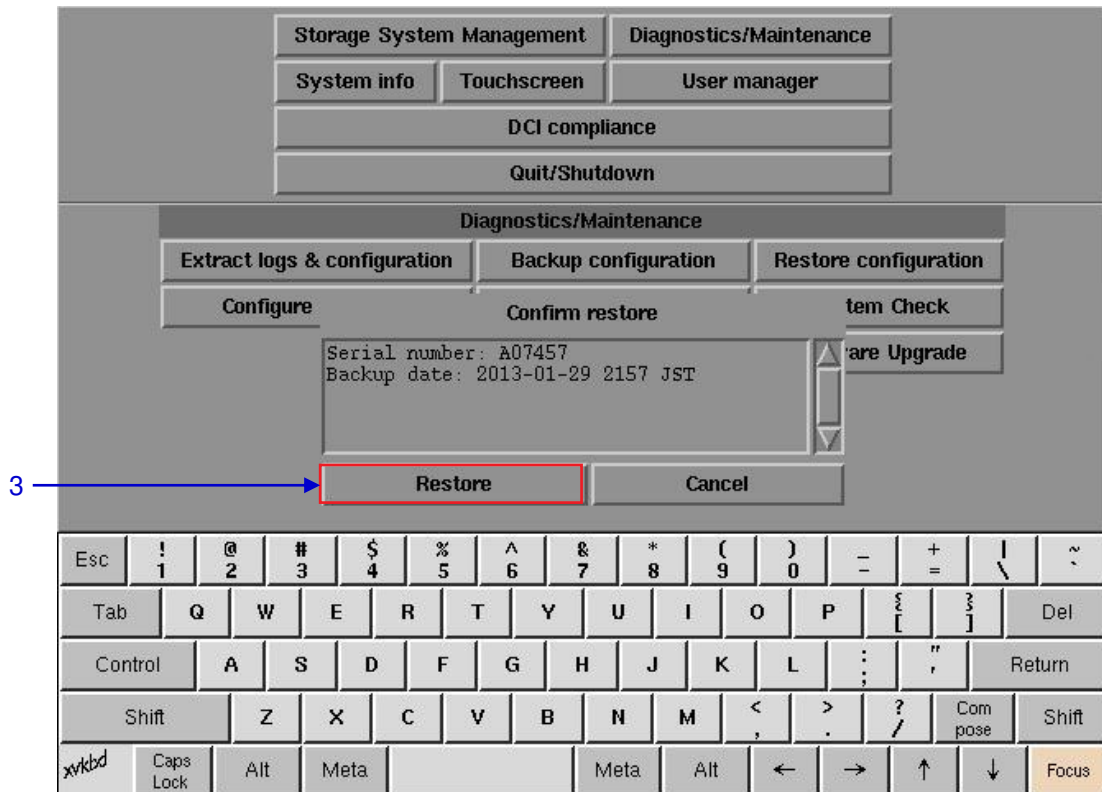 Storage System Management Diagnostics/Maintenance
System info Touchscreen User manager
DCI compliance
Quit/Shutdown
Diagnostics/Maintenance
Extract logs & configuration Backup configuration Restore configuration
Configure tem Check
Confirm restore
are Upgrade
Serial number: A07457
Backup date: 2013-01-29 2157 JST
3 Restore Cancel
Esc ! 1 @ 2 # 3 $ 4 % 5 ^ 6 & 7 * 8 ( 9 ) 0 _ - + = | \ ~ `
Tab Q W E R T Y U I O P { [ } ] Del
Control A S D F G H J K L : ; " ' Return
Shift Z X C V B N M < , > . ? / Com pose Shift
xvkbd Caps Lock Alt Meta Meta Alt ← → ↑ ↓ Focus